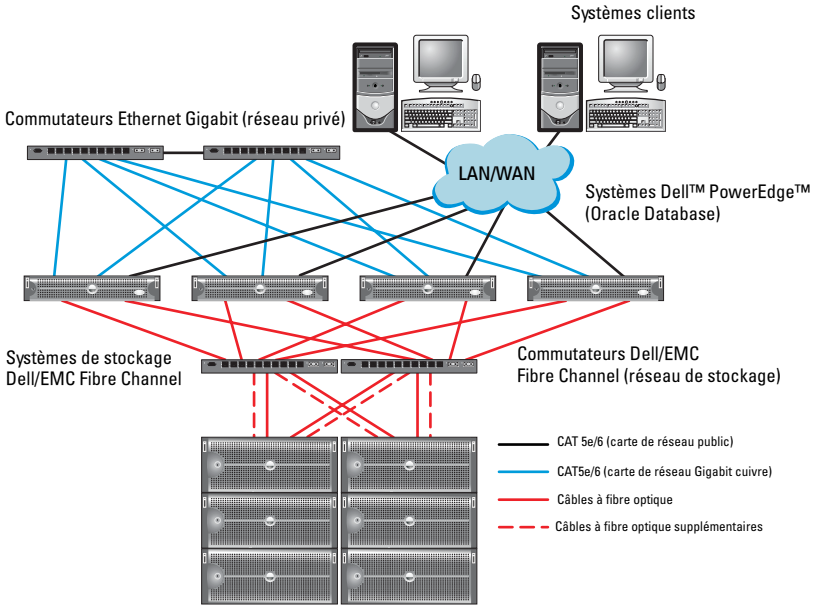 Systèmes clients
Commutateurs Ethernet Gigabit (réseau privé)
LAN/WAN
Systèmes Dell™ PowerEdge™
(Oracle Database)
Systèmes de stockage
Dell/EMC Fibre Channel
Commutateurs Dell/EMC
Fibre Channel (réseau de stockage)
CAT 5e/6 (carte de réseau public)
CAT5e/6 (carte de réseau Gigabit cuivre)
Câbles à fibre optique
Câbles à fibre optique supplémentaires